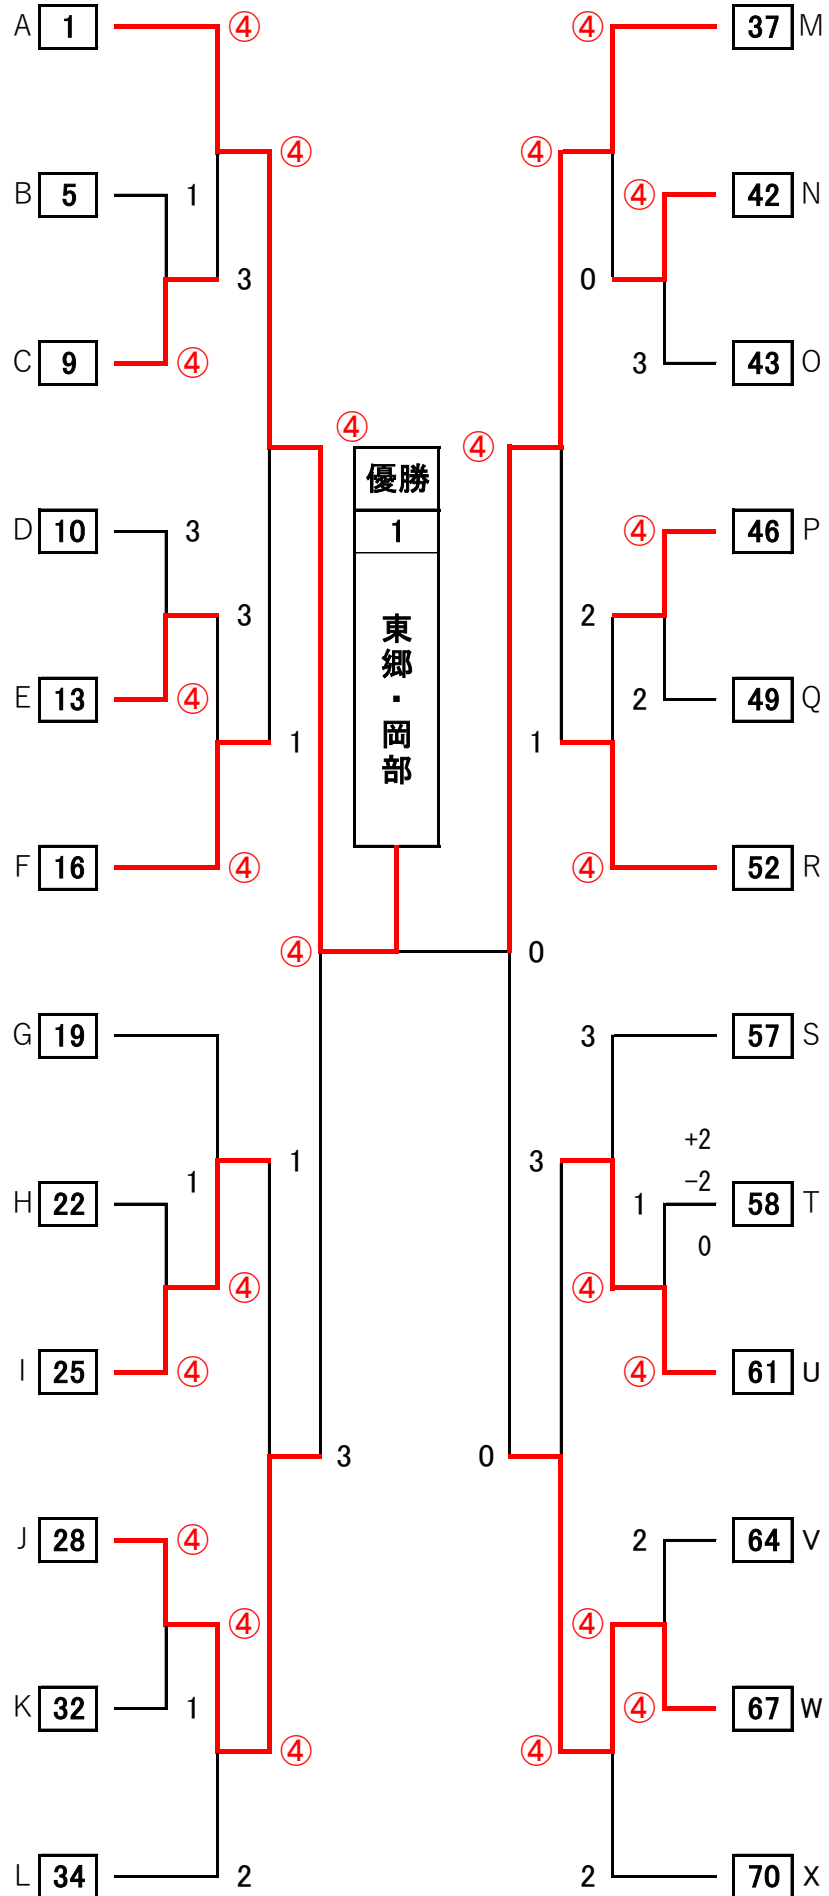 A 1 ④ ④ 37 M
④ ④
B 5 1 ④ 42 N
3 0
C 9 ④ 3 43 O
④ ④
優勝
D 10 3 1 ④ 46 P
3 2
東郷・岡部
E 13 ④ 2 49 Q
1 1
F 16 ④ ④ 52 R
④ 0
G 19 3 57 S
+2
1 3
1 -2
H 22 1 58 T
0
④ ④
I 25 ④ ④ 61 U
3 0
J 28 ④ 2 64 V
④ ④
K 32 1 ④ 67 W
④ ④
L 34 2 2 70 X